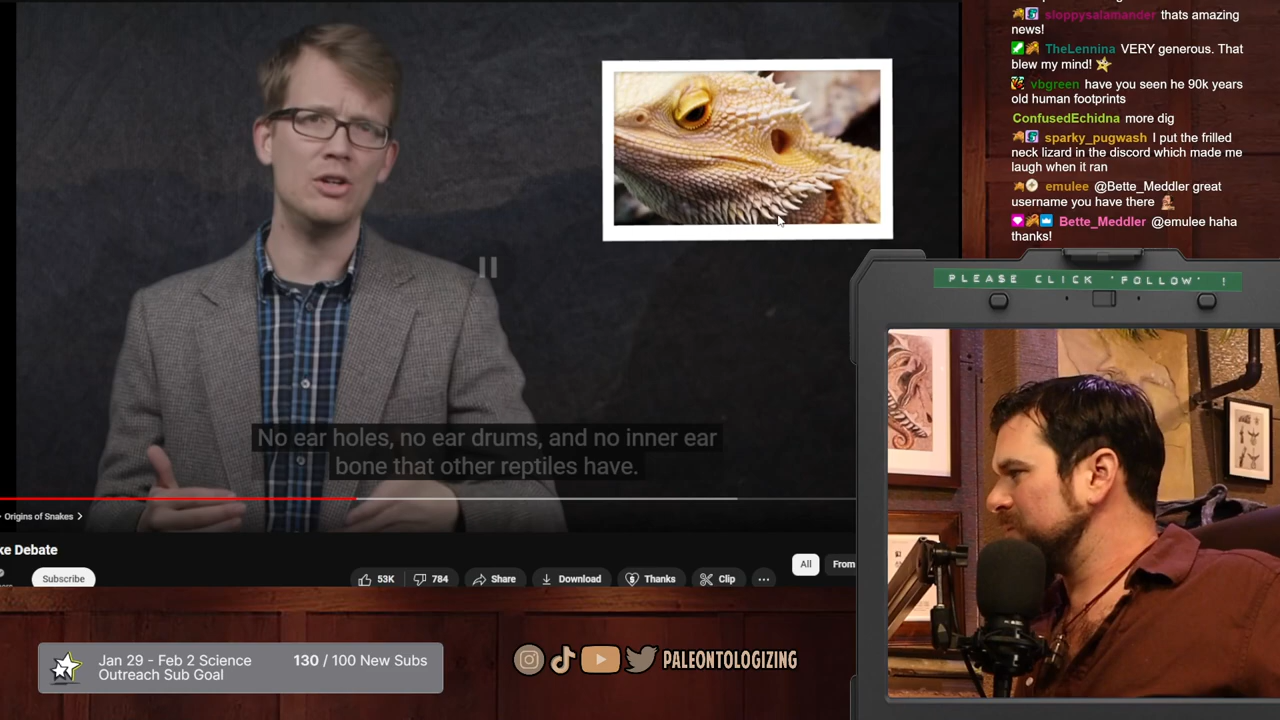 sloppysalamander thats amazing
news!
TheLennina VERY generous. That
blew my mind!
vbgreen have you seen he 90k years
old human footprints
ConfusedEchidna more dig
sparky_pugwash I put the frilled
neck lizard in the discord which made me
laugh when it ran
emulee @Bette_Meddler great
username you have there
Bette_Meddler @emulee haha
thanks!
PLEASE CLICK 'FOLLOW' !
No ear holes, no ear drums, and no inner ear
bone that other reptiles have.
Origins of Snakes >
ke Debate
Subscribe
53K 784 Share Download Thanks Clip ...
All From
Jan 29 - Feb 2 Science
Outreach Sub Goal
130 / 100 New Subs
PALEONTOLOGIZING